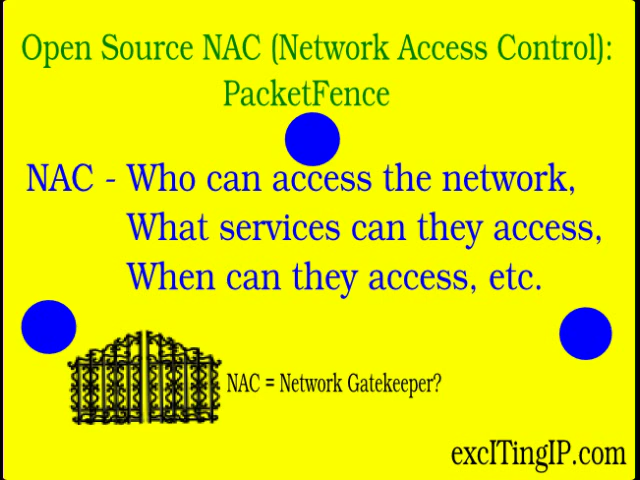 Open Source NAC (Network Access Control):
PacketFence
NAC - Who can access the network,
What services can they access,
When can they access, etc.
NAC = Network Gatekeeper?
excITingIP.com